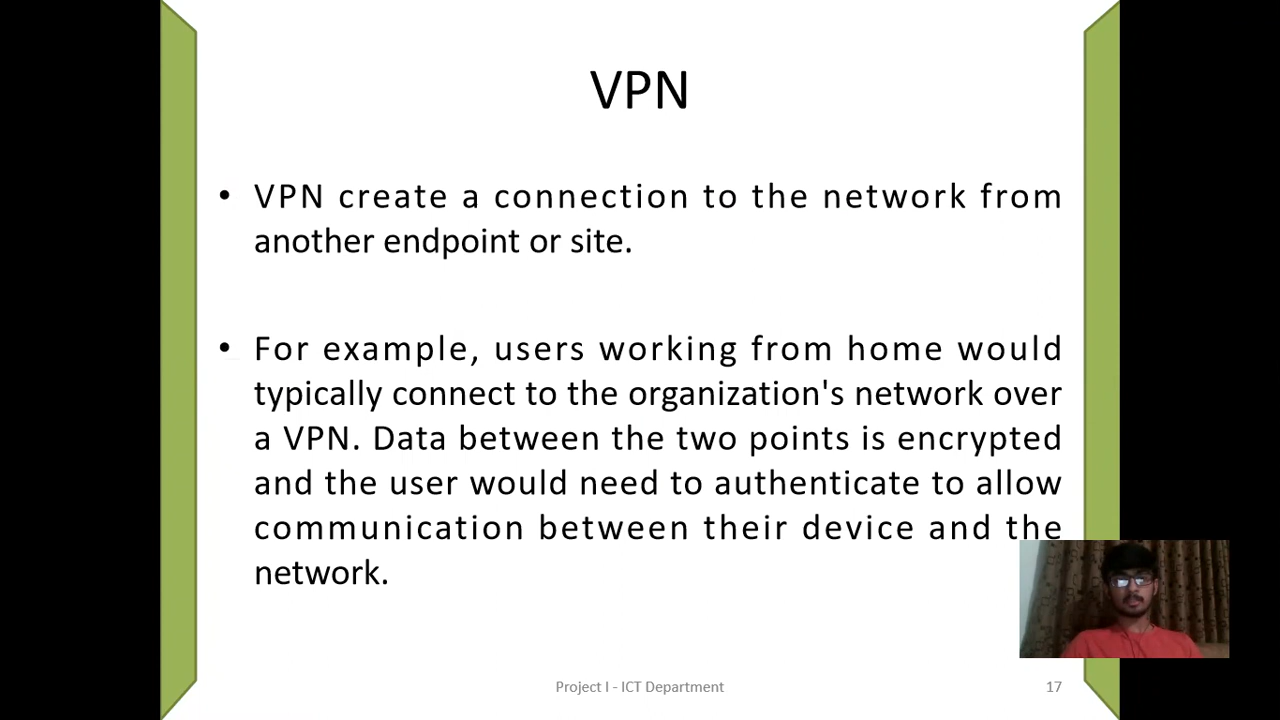 VPN
• VPN create a connection to the network from
another endpoint or site.
• For example, users working from home would
typically connect to the organization's network over
a VPN. Data between the two points is encrypted
and the user would need to authenticate to allow
communication between their device and the
network.
Project I - ICT Department
17